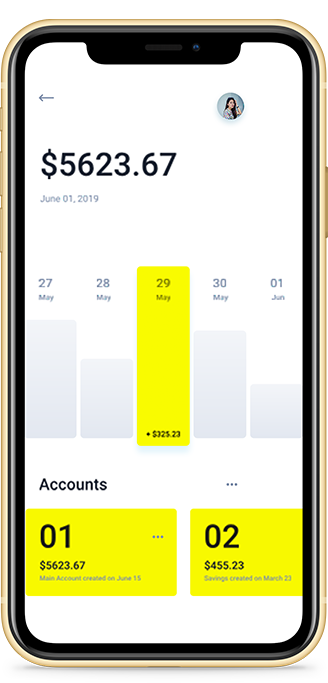 $5623.67
June 01, 2019
27 28 29 30 01
May May May May Jun
+ $325.23
Accounts
01 02
$5623.67 $455.23
Main Account created on June 15 Savings created on March 23